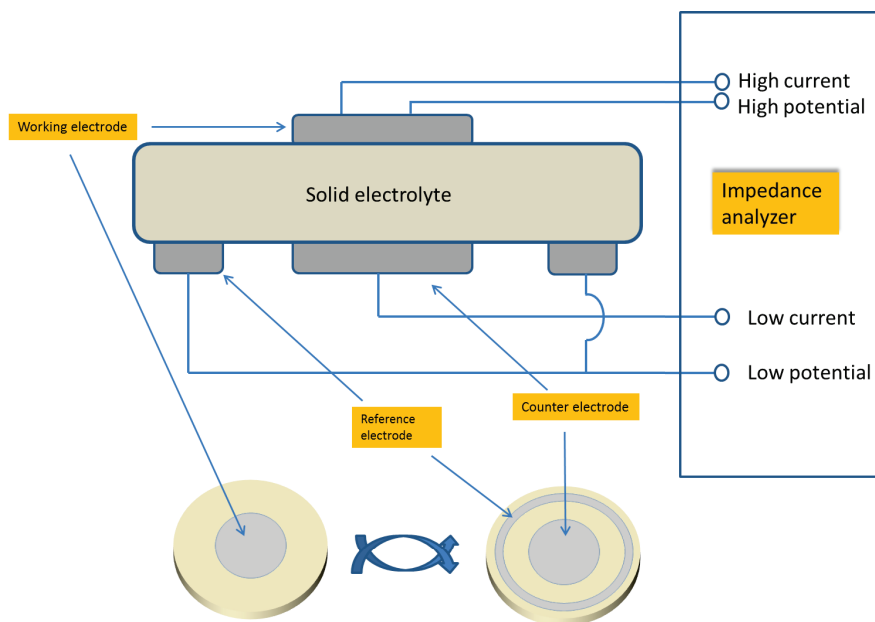 High current
High potential
Working electrode
Solid electrolyte
Impedance
analyzer
Low current
Low potential
Counter electrode
Reference
electrode